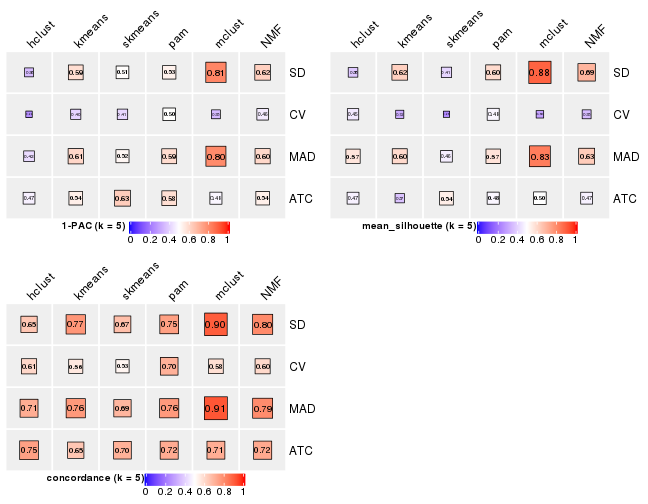 hclust kmeans skmeans pam mclust NMF
0.59 0.51 0.53 0.81 0.62 SD
0.50 CV
0.61 0.52 0.59 0.80 0.60 MAD
0.47 0.54 0.63 0.58 0.48 0.54 ATC
1-PAC (k = 5)
0 0.2 0.4 0.6 0.8 1
hclust kmeans skmeans pam mclust NMF
0.62 0.60 0.88 0.69 SD
0.45 0.48 CV
0.57 0.60 0.57 0.83 0.63 MAD
0.47 0.54 0.48 0.50 0.47 ATC
mean_silhouette (k = 5)
0 0.2 0.4 0.6 0.8 1
hclust kmeans skmeans pam mclust NMF
0.65 0.77 0.67 0.75 0.90 0.80 SD
0.61 0.56 0.53 0.70 0.58 0.60 CV
0.71 0.76 0.69 0.76 0.91 0.79 MAD
0.75 0.65 0.70 0.72 0.71 0.72 ATC
concordance (k = 5)
0 0.2 0.4 0.6 0.8 1